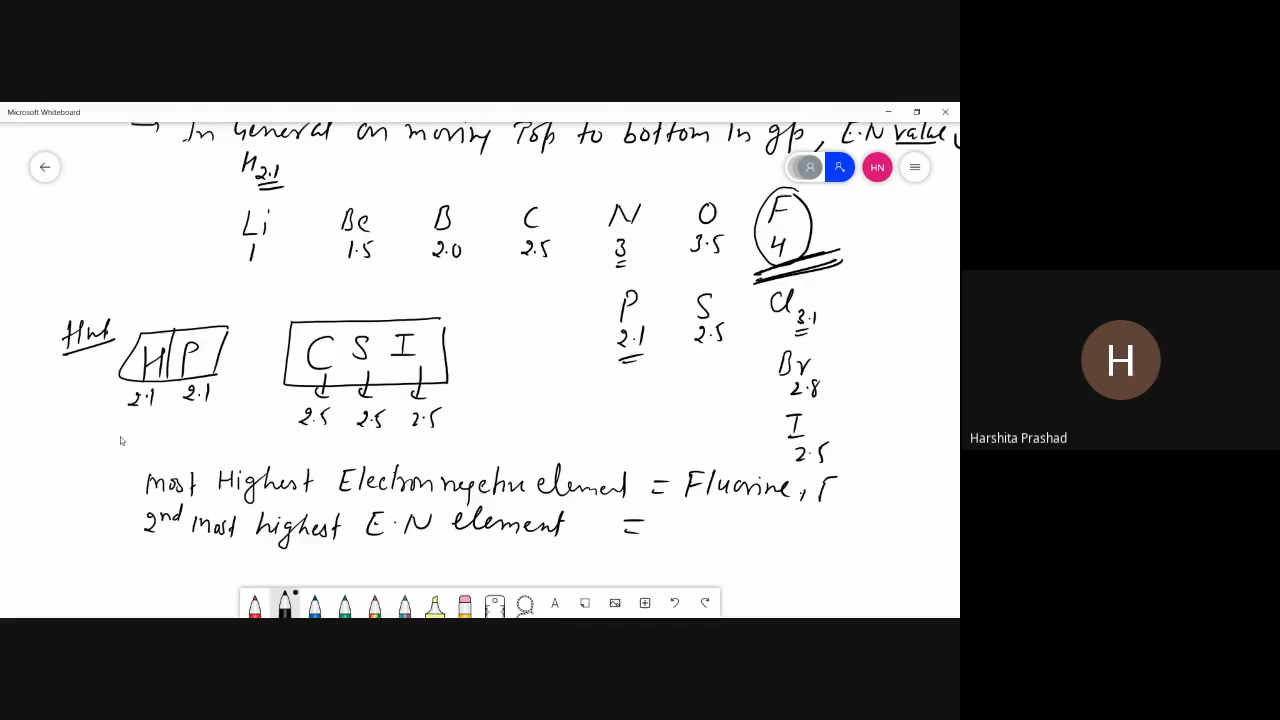 Microsoft Whiteboard
→ In General on moving Top to bottom in gp, E.N value ↓
H 2.1
HN
Li Be B C N O F
1 1.5 2.0 2.5 3 3.5 4
P S Cl 3.1
2.1 2.5
Hint H P C S I Br
2.1 2.1 2.5 2.5 2.5 2.8
I
2.5
Harshita Prashad
H
most Highest Electronnegative element = Fluorine, F
2nd most highest E.N element =
A